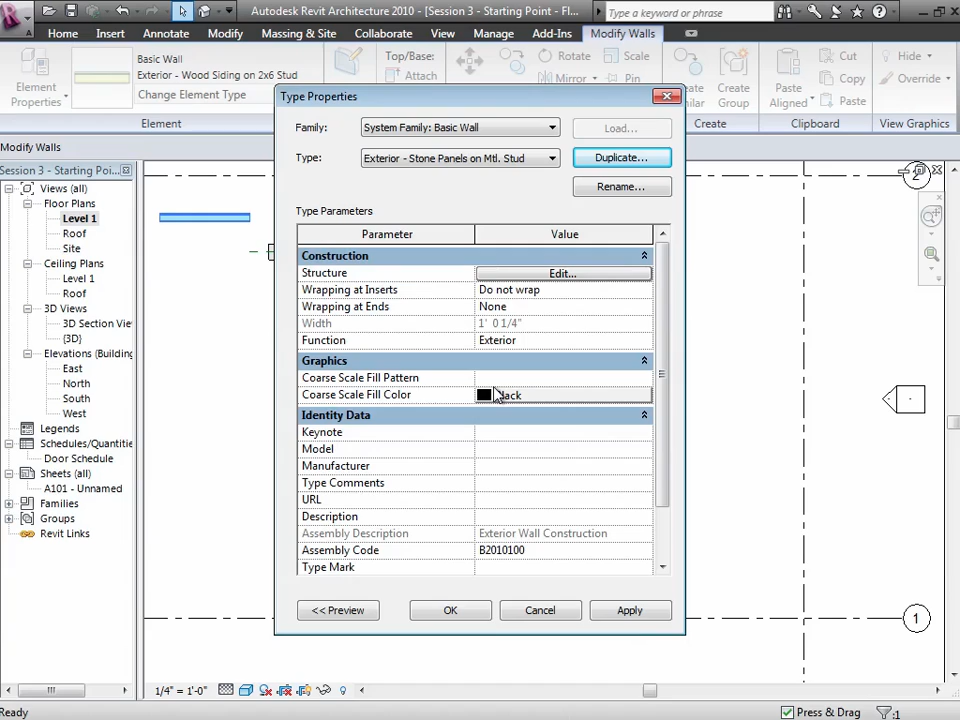 Autodesk Revit Architecture 2010 - [Session 3 - Starting Point - Fl...
Type a keyword or phrase
Home Insert Annotate Modify Massing & Site Collaborate View Manage Add-Ins Modify Walls
Element
Properties
Basic Wall
Exterior - Wood Siding on 2x6 Stud
Change Element Type
Top/Base:
Attach
Rotate
Mirror
Scale
Pin
Create
Group
Paste
Aligned
Cut
Copy
Paste
Hide
Override
Element
Create
Clipboard
View Graphics
Modify Walls
Session 3 - Starting Poin...
Views (all)
Floor Plans
Level 1
Roof
Site
Ceiling Plans
Level 1
Roof
3D Views
3D Section Vie
{3D}
Elevations (Building
East
North
South
West
Legends
Schedules/Quantitie
Door Schedule
Sheets (all)
A101 - Unnamed
Families
Groups
Revit Links
Type Properties
Family:
System Family: Basic Wall
Load...
Type:
Exterior - Stone Panels on Mtl. Stud
Duplicate...
Rename...
Type Parameters
Parameter Value
Construction
Structure Edit...
Wrapping at Inserts Do not wrap
Wrapping at Ends None
Width 1' 0 1/4"
Function Exterior
Graphics
Coarse Scale Fill Pattern
Coarse Scale Fill Color
Identity Data
Keynote
Model
Manufacturer
Type Comments
URL
Description
Assembly Description Exterior Wall Construction
Assembly Code B2010100
Type Mark
<< Preview OK Cancel Apply
2
1
1/4" = 1'-0"
Ready
Press & Drag
:1